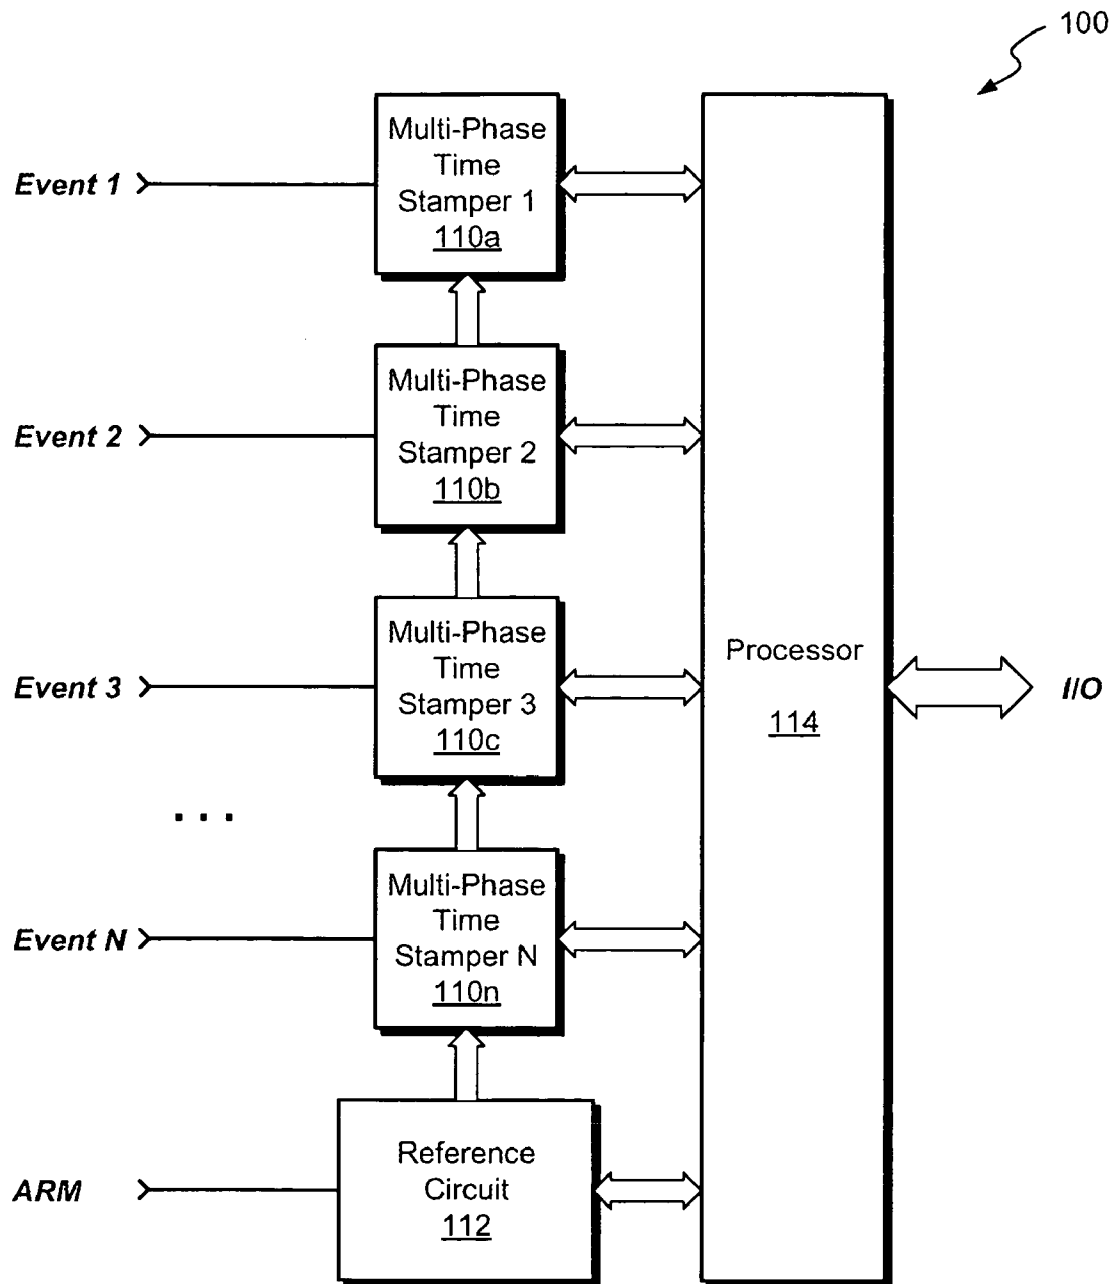 100
Event 1
Multi-Phase
Time
Stamper 1
110a
Event 2
Multi-Phase
Time
Stamper 2
110b
Event 3
Multi-Phase
Time
Stamper 3
110c
Processor
114
I/O
. . .
Event N
Multi-Phase
Time
Stamper N
110n
ARM
Reference
Circuit
112